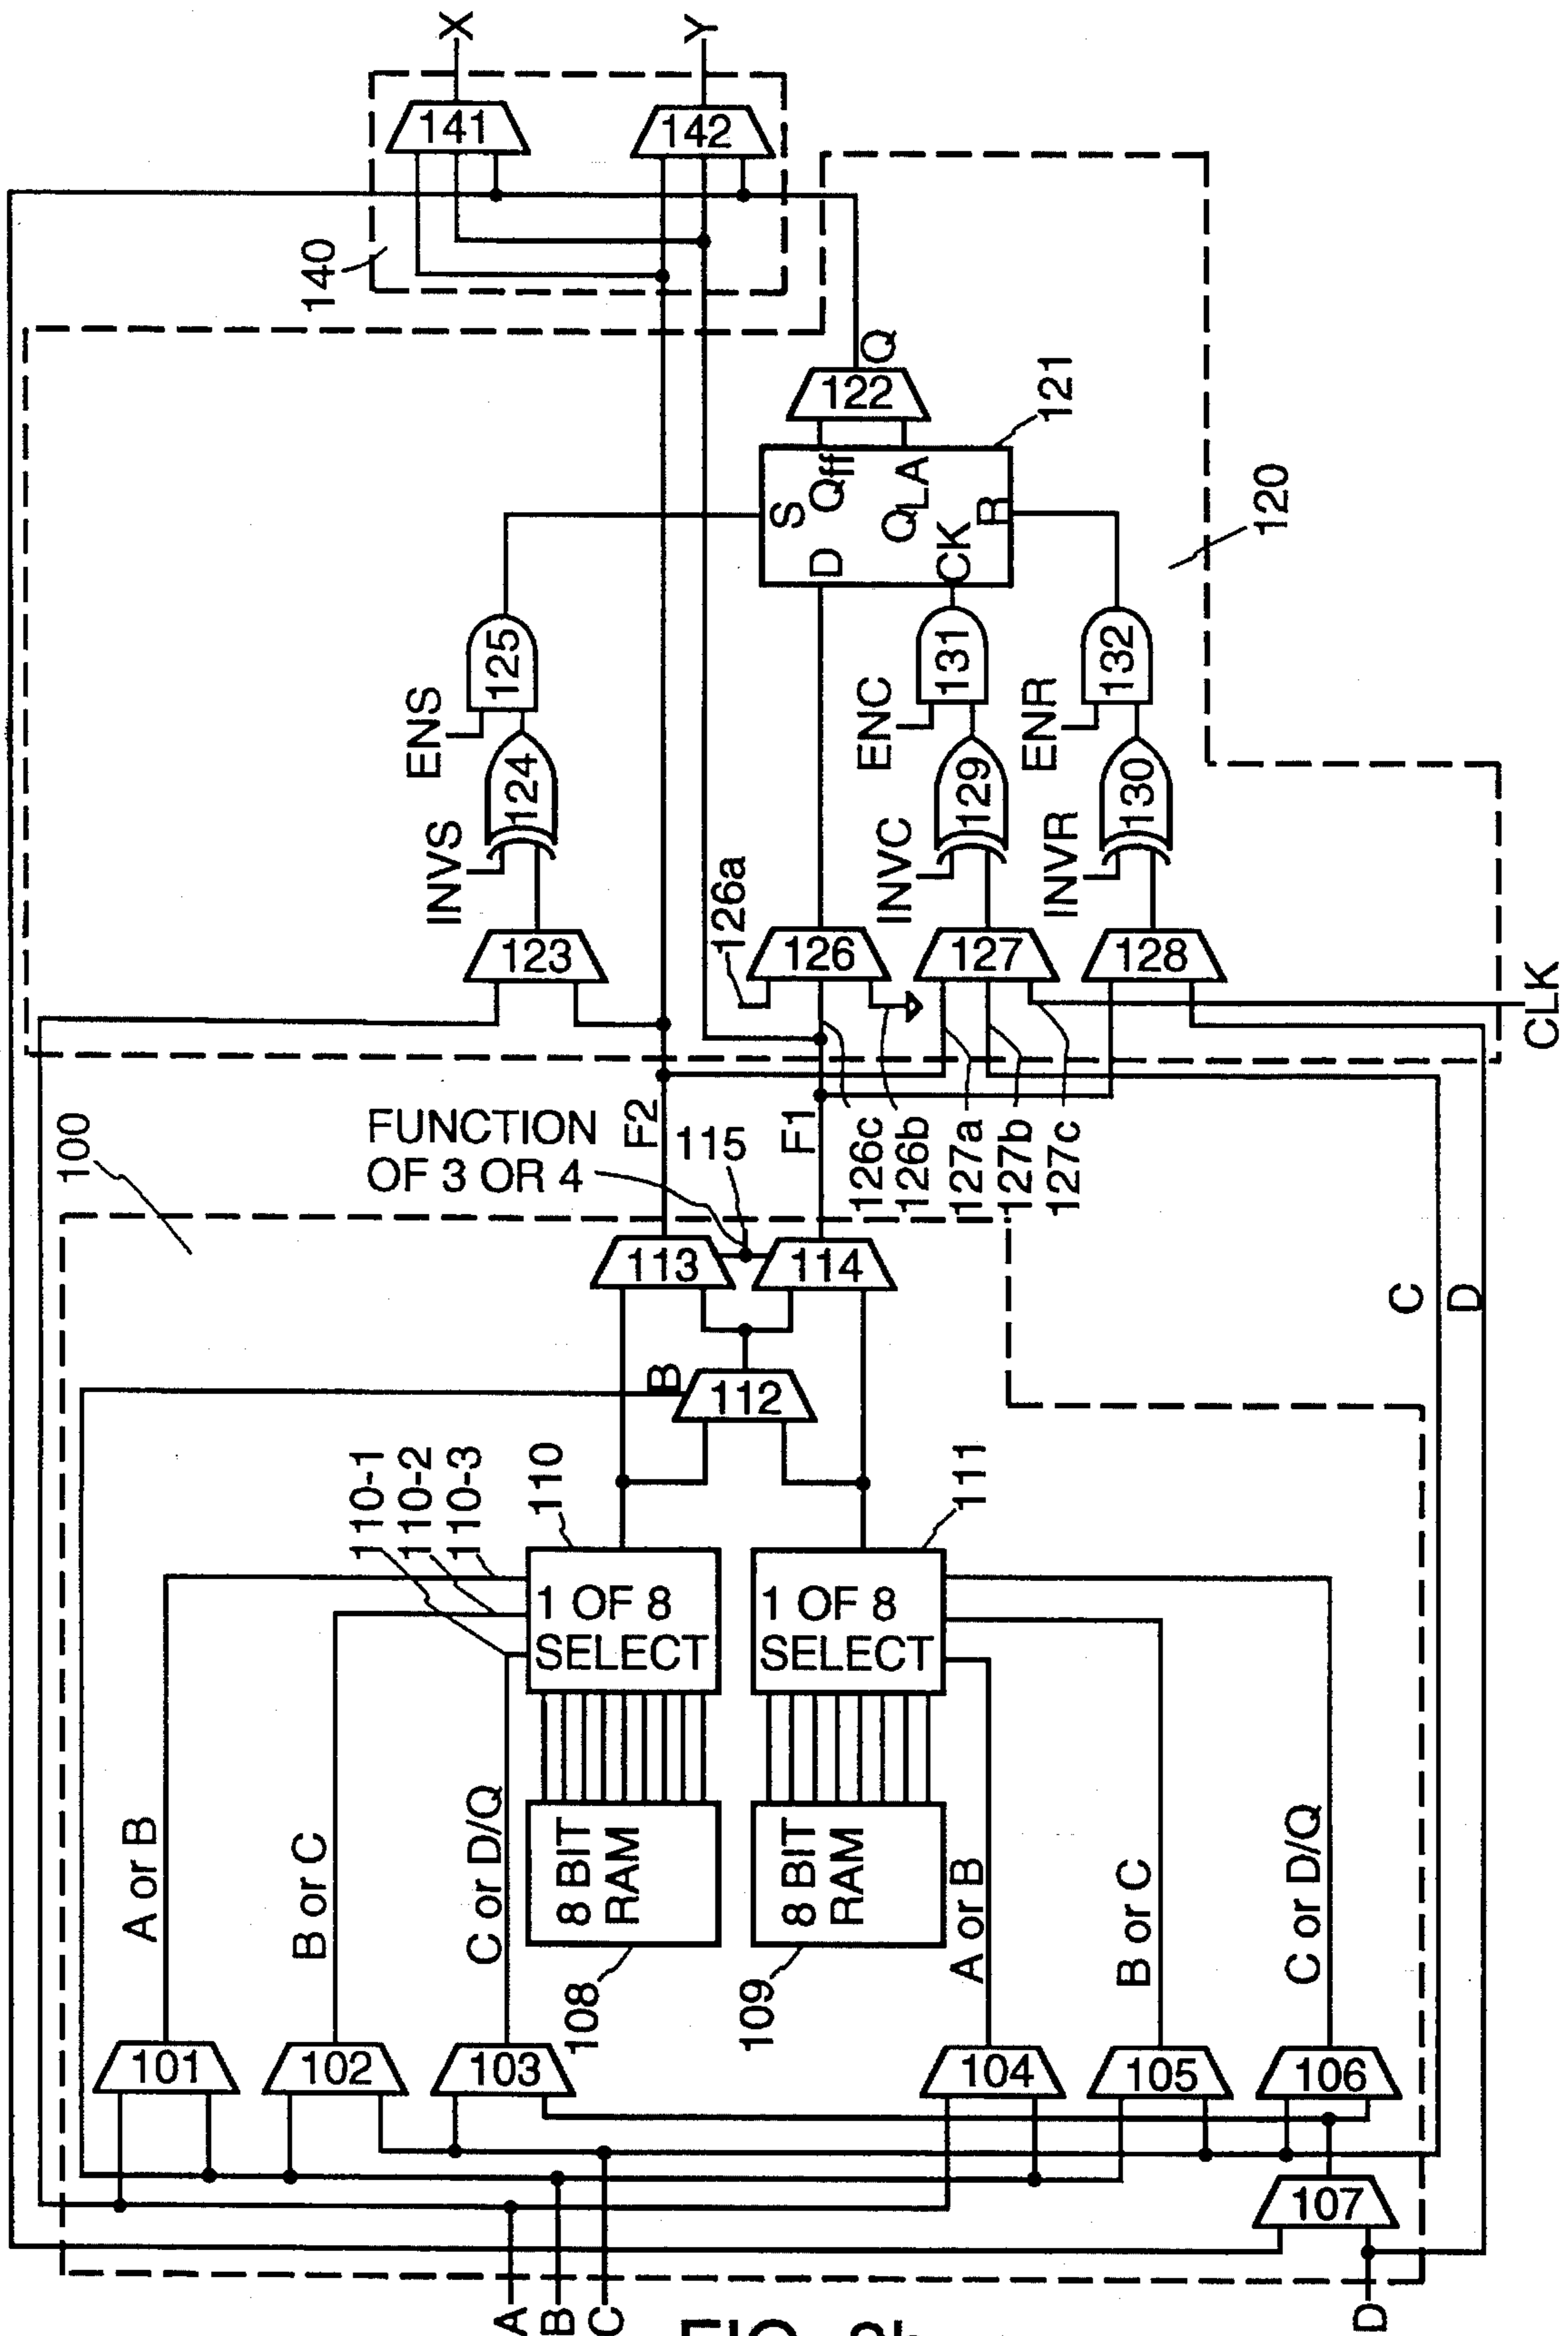 X
Y
141
142
140
Q
122
121
S
Qff
D
QLA
CK
R
120
125
131
132
ENS
ENC
ENR
124
129
130
INVS
INVC
INVR
126a
123
126
127
128
CLK
100
FUNCTION
OF 3 OR 4
F2
115
F1
126c
126b
127a
127b
127c
113
114
C
D
B
112
110-1
110-2
110-3
110
111
1 OF 8
SELECT
1 OF 8
SELECT
A or B
B or C
C or D/Q
8 BIT
RAM
8 BIT
RAM
A or B
B or C
C or D/Q
108
109
101
102
103
104
105
106
107
A
B
C
D